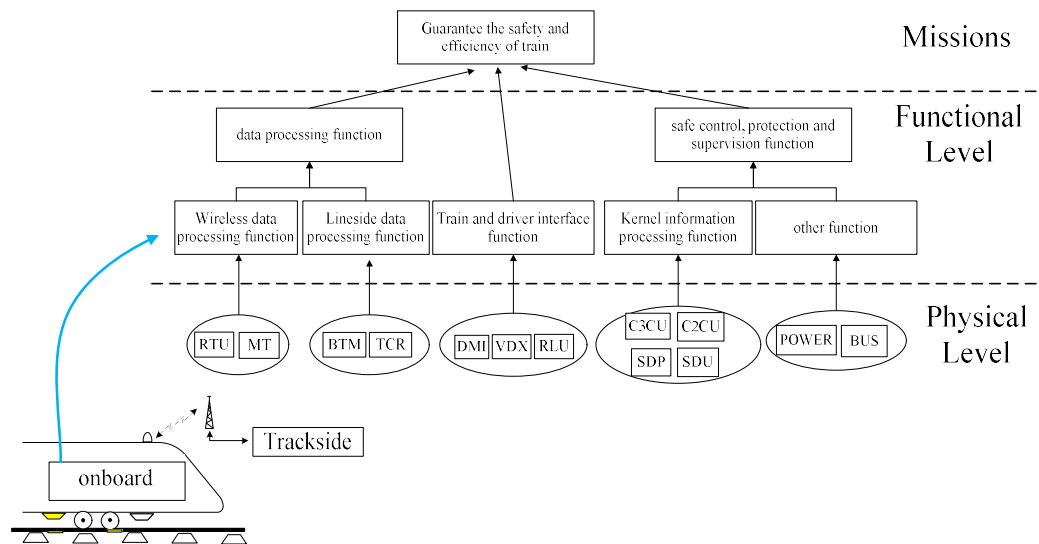 Guarantee the safety and
efficiency of train
Missions
data processing function
safe control, protection and
supervision function
Functional
Level
Wireless data
processing function
Lineside data
processing function
Train and driver interface
function
Kernel information
processing function
other function
Physical
Level
RTU
MT
BTM
TCR
DMI
VDX
RLU
C3CU
C2CU
SDP
SDU
POWER
BUS
Trackside
onboard